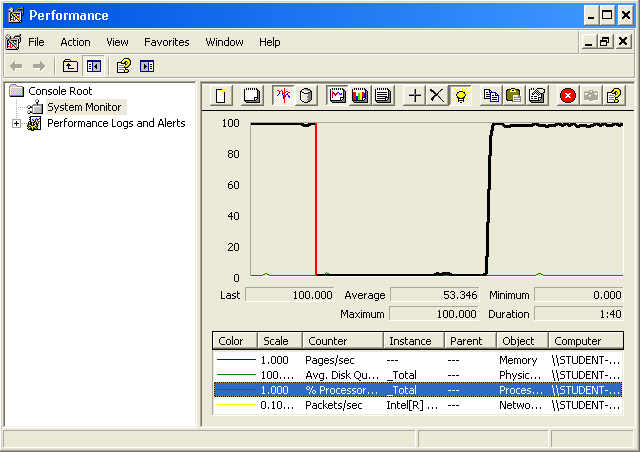 Performance
File Action View Favorites Window Help
Console Root
System Monitor
Performance Logs and Alerts
100
80
60
40
20
0
Last 100.000 Average 53.346 Minimum 0.000
Maximum 100.000 Duration 1:40
Color Scale Counter Instance Parent Object Computer
1.000 Pages/sec --- --- Memory \\STUDENT-...
100.... Avg. Disk Qu... _Total --- Physic... \\STUDENT-...
1.000 % Processor... _Total --- Proces... \\STUDENT-...
0.10... Packets/sec Intel[R] ... --- Netwo... \\STUDENT-...